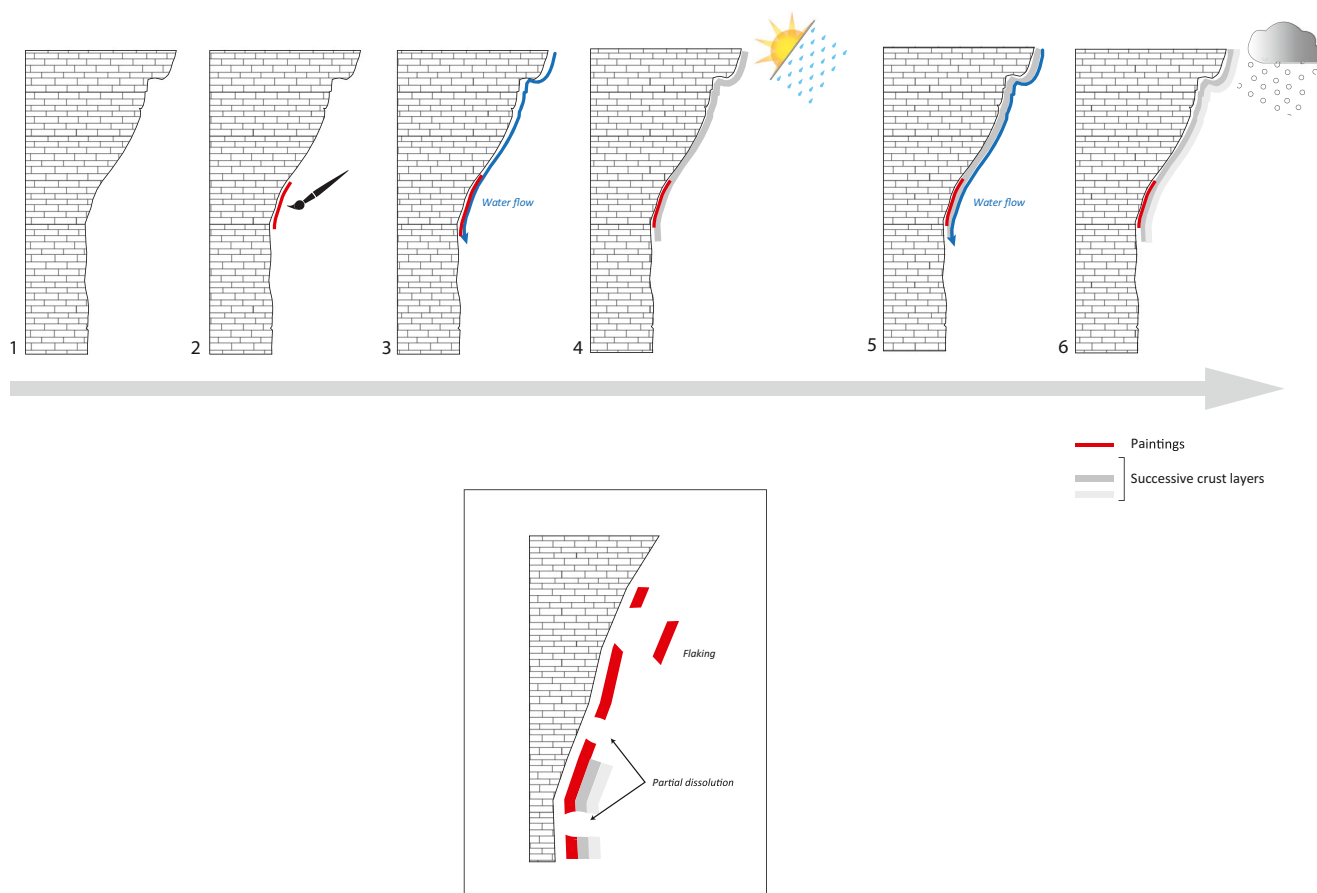 Water flow
Water flow
1
2
3
4
5
6
Paintings
Successive crust layers
Flaking
Partial dissolution